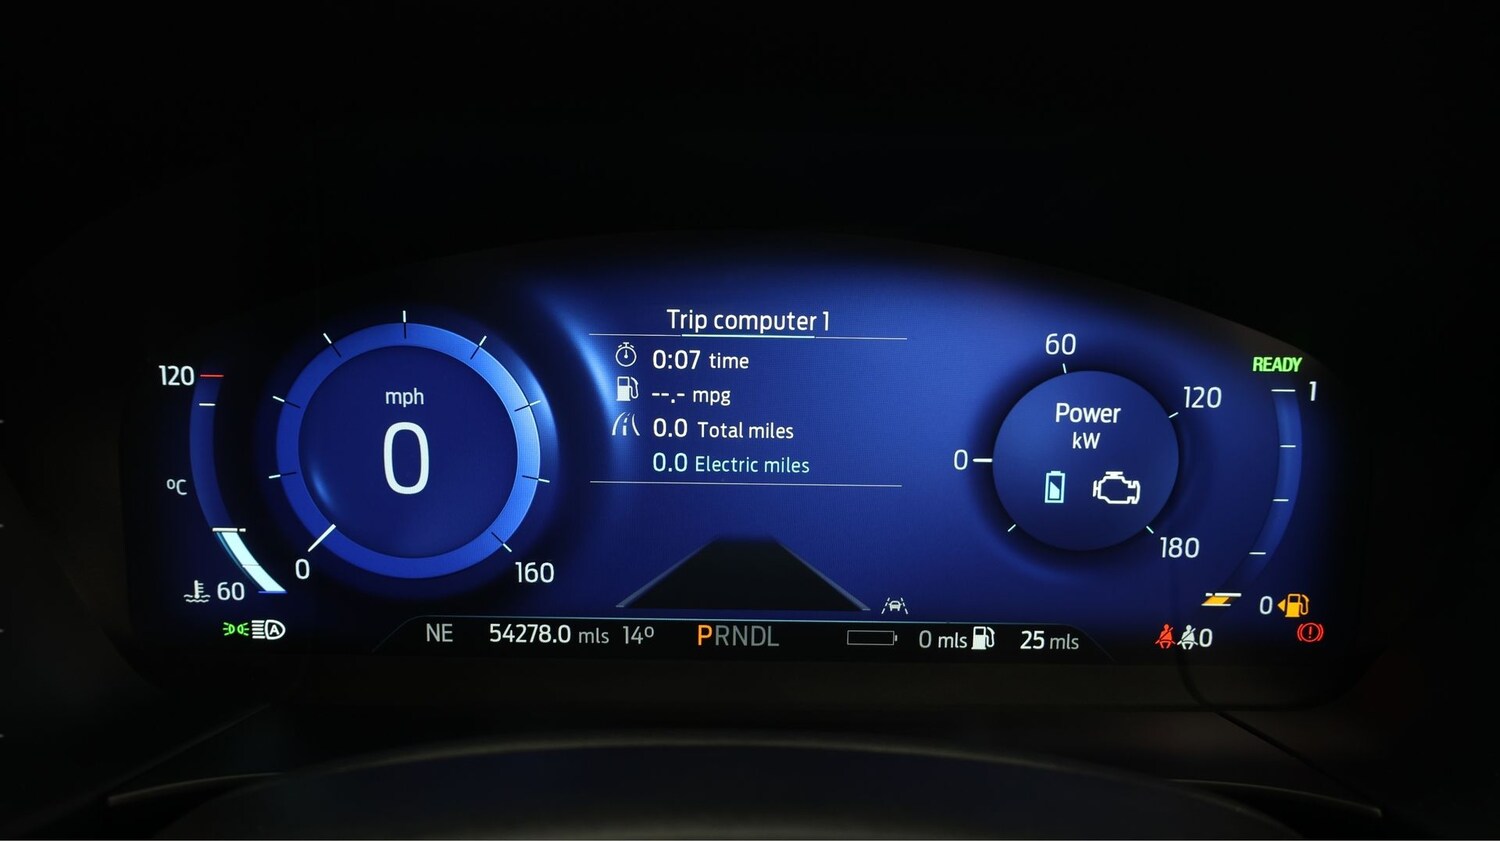 Trip computer 1
0:07 time
--.- mpg
0.0 Total miles
0.0 Electric miles
120
ºC
60
mph
0
0
160
60
0
120
180
Power
kW
READY
1
0
A
NE 54278.0 mls 14º PRNDL 0 mls 25 mls
0